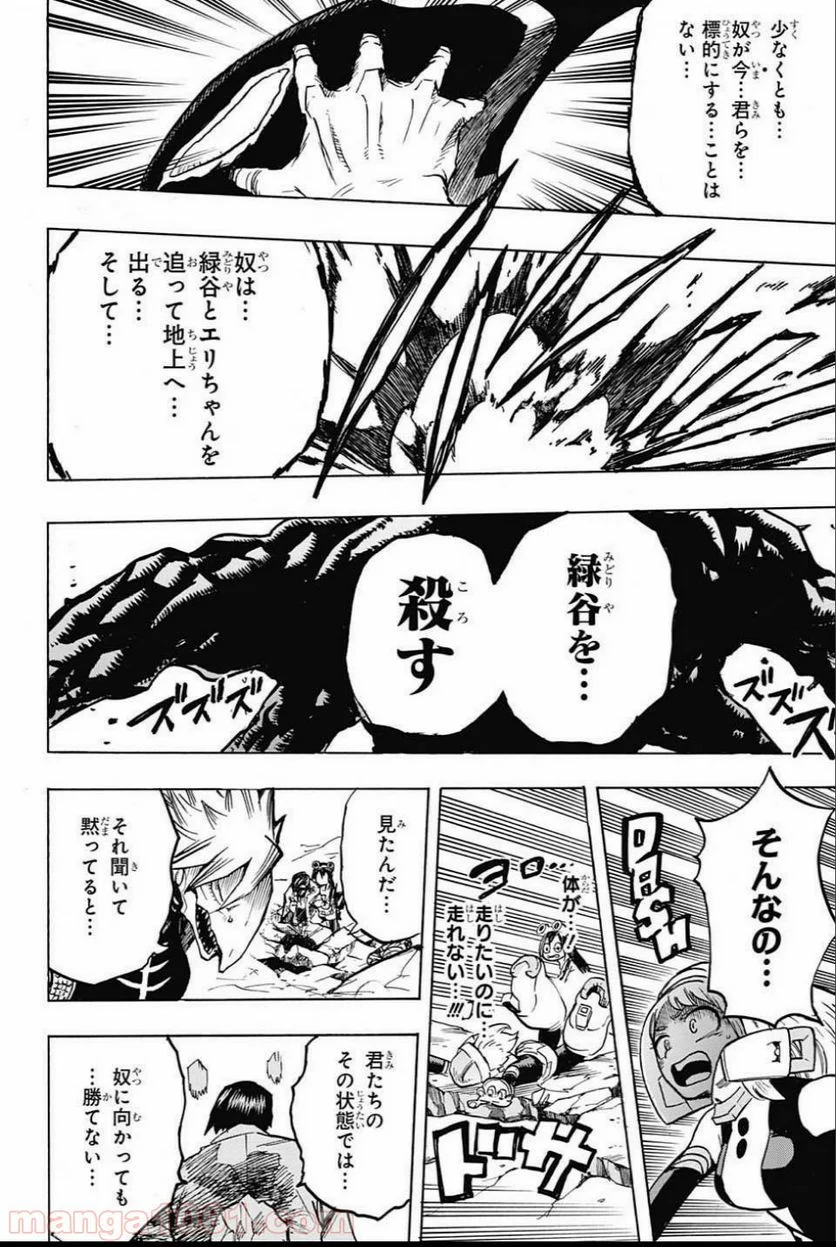 少なくとも…
奴が今…君らを…
標的にする…ことは
ない…
奴は…
緑谷とエリちゃんを
追って地上へ…
出る…
そして…
緑谷を…
殺す
ズズズ
ズズズ
そんなの…
DASH
体が…!!
走りたいのに…
走れない…!!!
ヨロ…
ドサ
見たんだ…
それ聞いて
黙ってると…
君たちの
その状態では…
奴に向かっても
…勝てない…